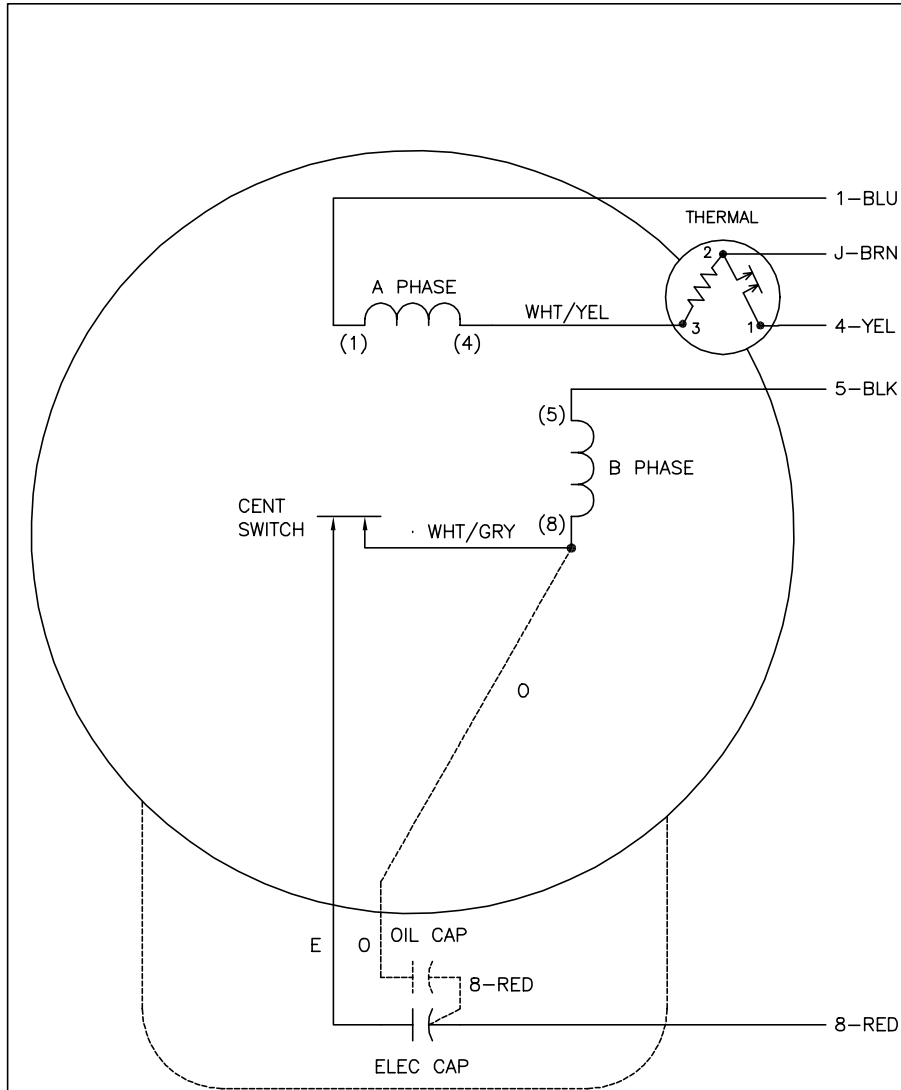 1-BLU
THERMAL
2
J-BRN
A PHASE
WHT/YEL
3
1
4-YEL
(1)
(4)
5-BLK
(5)
B PHASE
CENT
SWITCH
WHT/GRY
(8)
O
E
O
OIL CAP
8-RED
8-RED
ELEC CAP